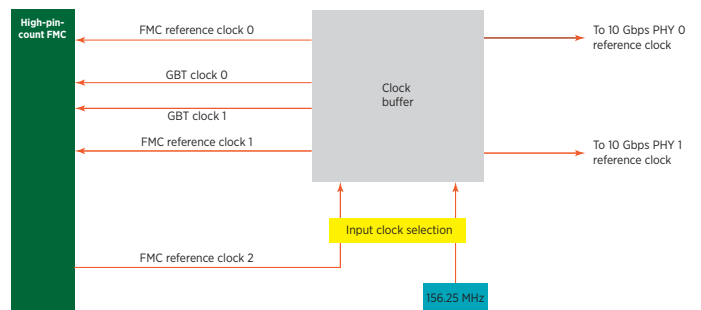 High-pin-
count FMC
FMC reference clock 0
GBT clock 0
GBT clock 1
FMC reference clock 1
FMC reference clock 2
Clock
buffer
Input clock selection
156.25 MHz
To 10 Gbps PHY 0
reference clock
To 10 Gbps PHY 1
reference clock